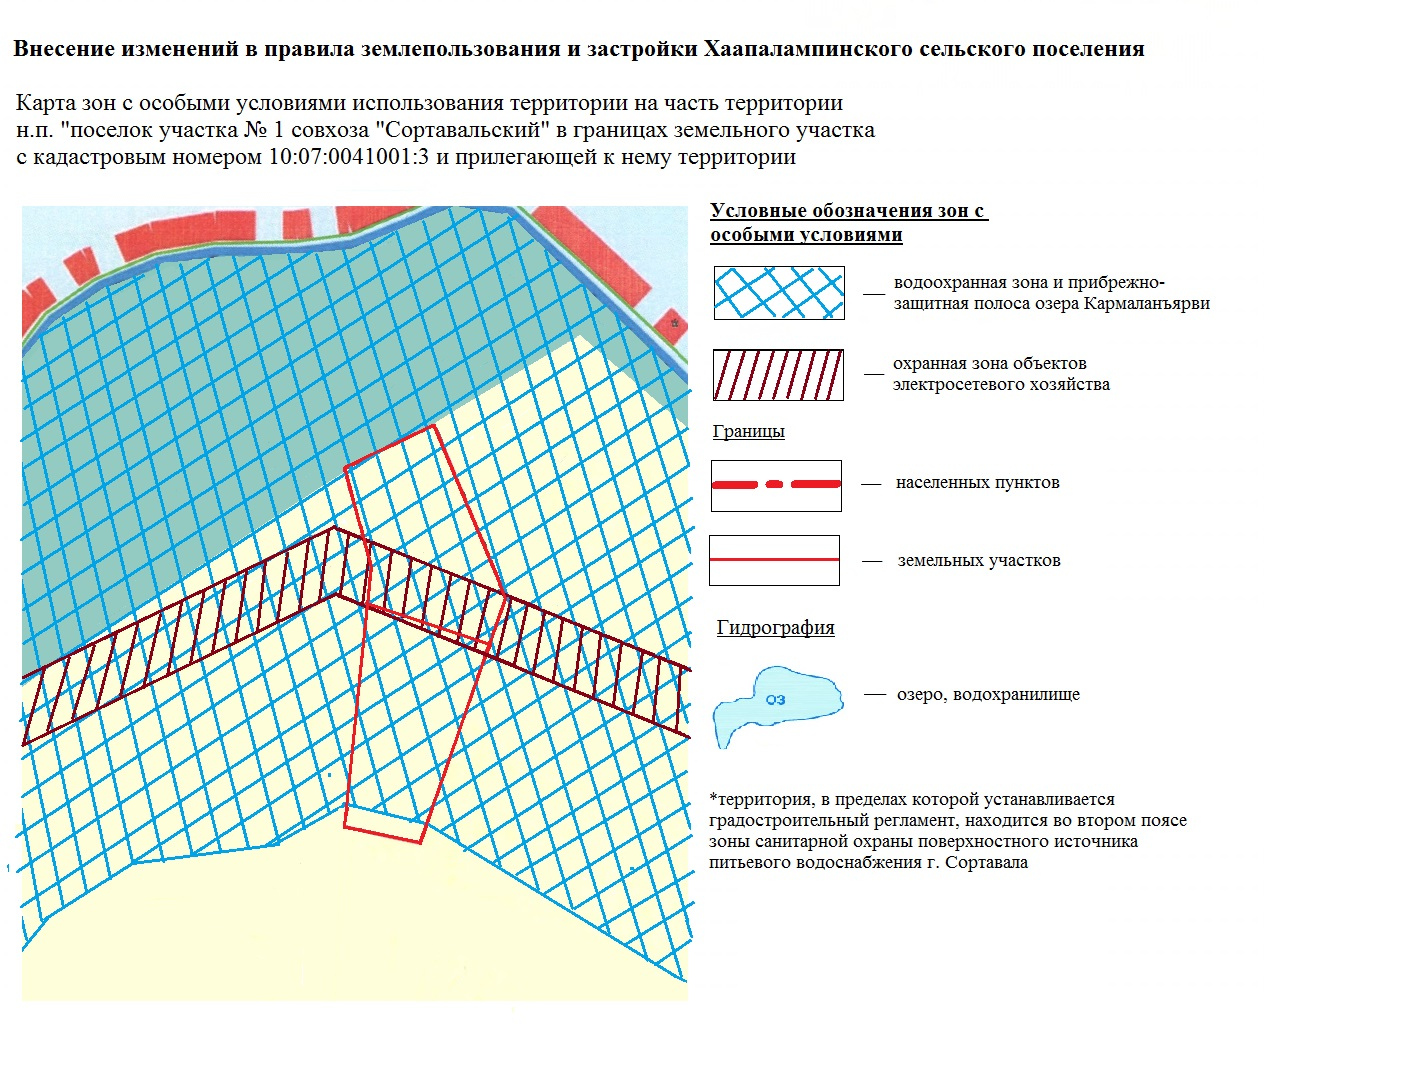 Внесение изменений в правила землепользования и застройки Хаапалампинского сельского поселения
Карта зон с особыми условиями использования территории на часть территории
н.п. "поселок участка № 1 совхоза "Сортавальский" в границах земельного участка
с кадастровым номером 10:07:0041001:3 и прилегающей к нему территории
Условные обозначения зон с
особыми условиями
— водоохранная зона и прибрежно-
защитная полоса озера Кармаланъярви
— охранная зона объектов
электросетевого хозяйства
Границы
— населенных пунктов
— земельных участков
Гидрография
ОЗ — озеро, водохранилище
*территория, в пределах которой устанавливается
градостроительный регламент, находится во втором поясе
зоны санитарной охраны поверхностного источника
питьевого водоснабжения г. Сортавала